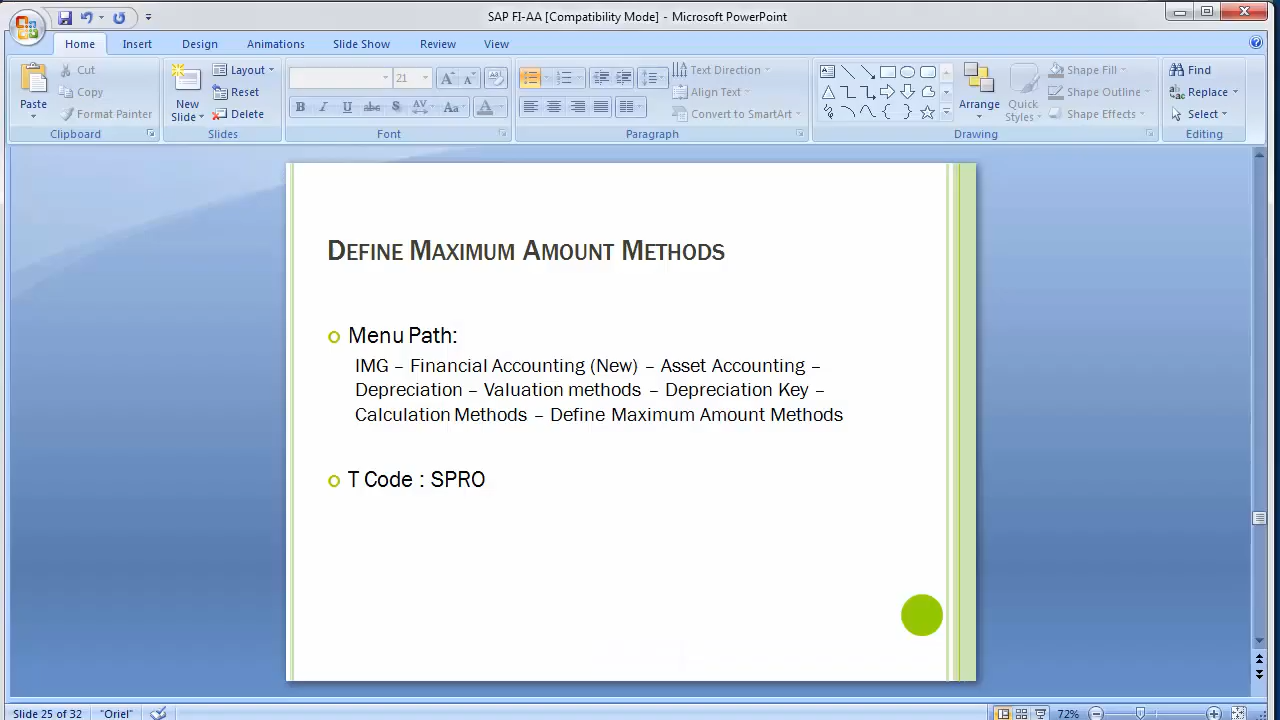 SAP FI-AA [Compatibility Mode] - Microsoft PowerPoint
Home Insert Design Animations Slide Show Review View
Paste
Cut
Copy
Format Painter
Clipboard
New
Slide
Layout
Reset
Delete
Slides
21
B I U abc S AV Aa A
Font
Text Direction
Align Text
Convert to SmartArt
Paragraph
Arrange
Quick
Styles
Shape Fill
Shape Outline
Shape Effects
Drawing
Find
Replace
Select
Editing
DEFINE MAXIMUM AMOUNT METHODS
Menu Path:
IMG – Financial Accounting (New) – Asset Accounting –
Depreciation – Valuation methods – Depreciation Key –
Calculation Methods – Define Maximum Amount Methods
T Code : SPRO
Slide 25 of 32 "Oriel" 72%